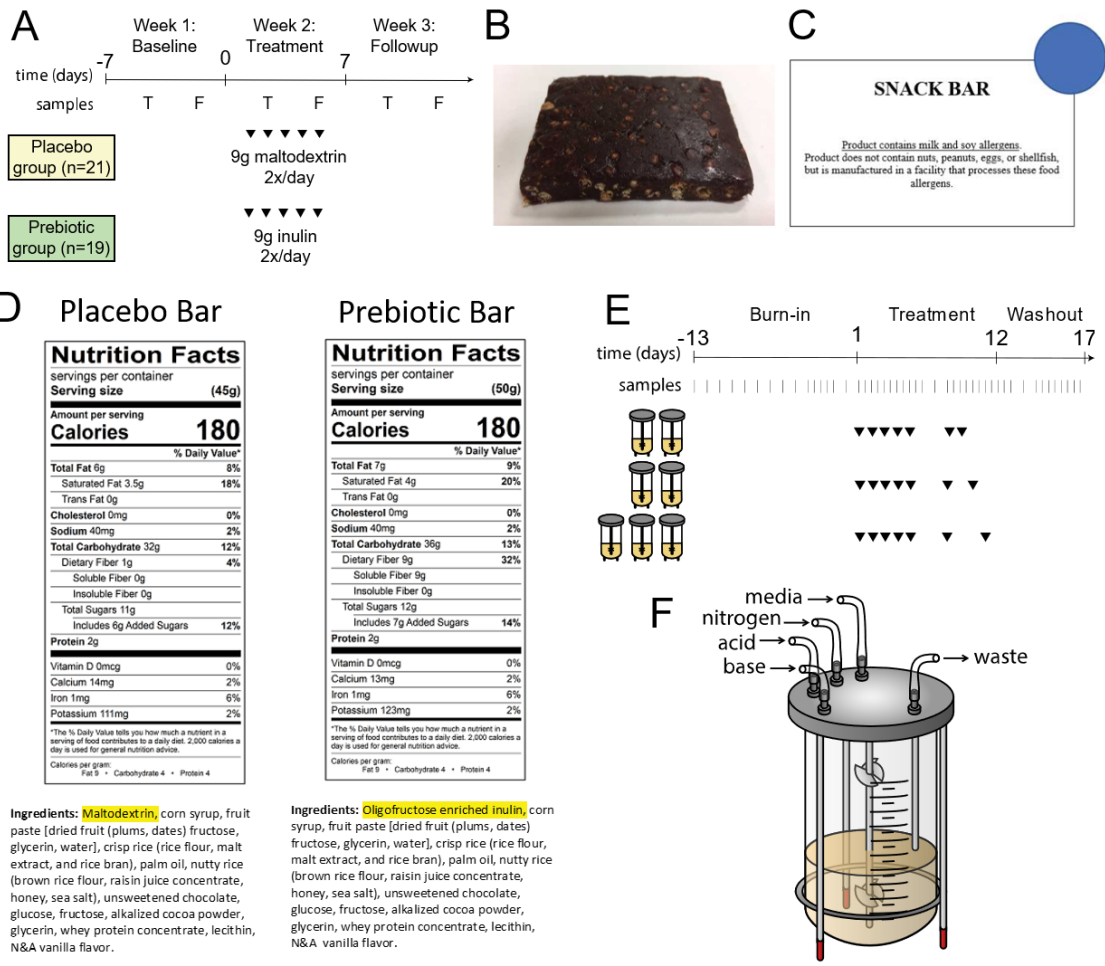 A
Week 1:
Baseline
Week 2:
Treatment
Week 3:
Followup
-7
0
7
time (days)
samples
T F T F T F
Placebo
group (n=21)
9g maltodextrin
2x/day
Prebiotic
group (n=19)
9g inulin
2x/day
B
C
SNACK BAR
Product contains milk and soy allergens.
Product does not contain nuts, peanuts, eggs, or shellfish,
but is manufactured in a facility that processes these food
allergens.
D
Placebo Bar
Nutrition Facts
servings per container
Serving size (45g)
Amount per serving
Calories 180
% Daily Value*
Total Fat 6g 8%
Saturated Fat 3.5g 18%
Trans Fat 0g
Cholesterol 0mg 0%
Sodium 40mg 2%
Total Carbohydrate 32g 12%
Dietary Fiber 1g 4%
Soluble Fiber 0g
Insoluble Fiber 0g
Total Sugars 11g
Includes 6g Added Sugars 12%
Protein 2g
Vitamin D 0mcg 0%
Calcium 14mg 2%
Iron 1mg 6%
Potassium 111mg 2%
*The % Daily Value tells you how much a nutrient in a
serving of food contributes to a daily diet. 2,000 calories a
day is used for general nutrition advice.
Calories per gram:
Fat 9 • Carbohydrate 4 • Protein 4
Ingredients: Maltodextrin, corn syrup, fruit
paste [dried fruit (plums, dates) fructose,
glycerin, water], crisp rice (rice flour, malt
extract, and rice bran), palm oil, nutty rice
(brown rice flour, raisin juice concentrate,
honey, sea salt), unsweetened chocolate,
glucose, fructose, alkalized cocoa powder,
glycerin, whey protein concentrate, lecithin,
N&A vanilla flavor.
Prebiotic Bar
Nutrition Facts
servings per container
Serving size (50g)
Amount per serving
Calories 180
% Daily Value*
Total Fat 7g 9%
Saturated Fat 4g 20%
Trans Fat 0g
Cholesterol 0mg 0%
Sodium 40mg 2%
Total Carbohydrate 36g 13%
Dietary Fiber 9g 32%
Soluble Fiber 9g
Insoluble Fiber 0g
Total Sugars 12g
Includes 7g Added Sugars 14%
Protein 2g
Vitamin D 0mcg 0%
Calcium 13mg 2%
Iron 1mg 6%
Potassium 123mg 2%
*The % Daily Value tells you how much a nutrient in a
serving of food contributes to a daily diet. 2,000 calories a
day is used for general nutrition advice.
Calories per gram:
Fat 9 • Carbohydrate 4 • Protein 4
Ingredients: Oligofructose enriched inulin, corn
syrup, fruit paste [dried fruit (plums, dates)
fructose, glycerin, water], crisp rice (rice flour,
malt extract, and rice bran), palm oil, nutty rice
(brown rice flour, raisin juice concentrate,
honey, sea salt), unsweetened chocolate,
glucose, fructose, alkalized cocoa powder,
glycerin, whey protein concentrate, lecithin,
N&A vanilla flavor.
E
Burn-in Treatment Washout
-13 1 12 17
time (days)
samples
F
media
nitrogen
acid
base
waste